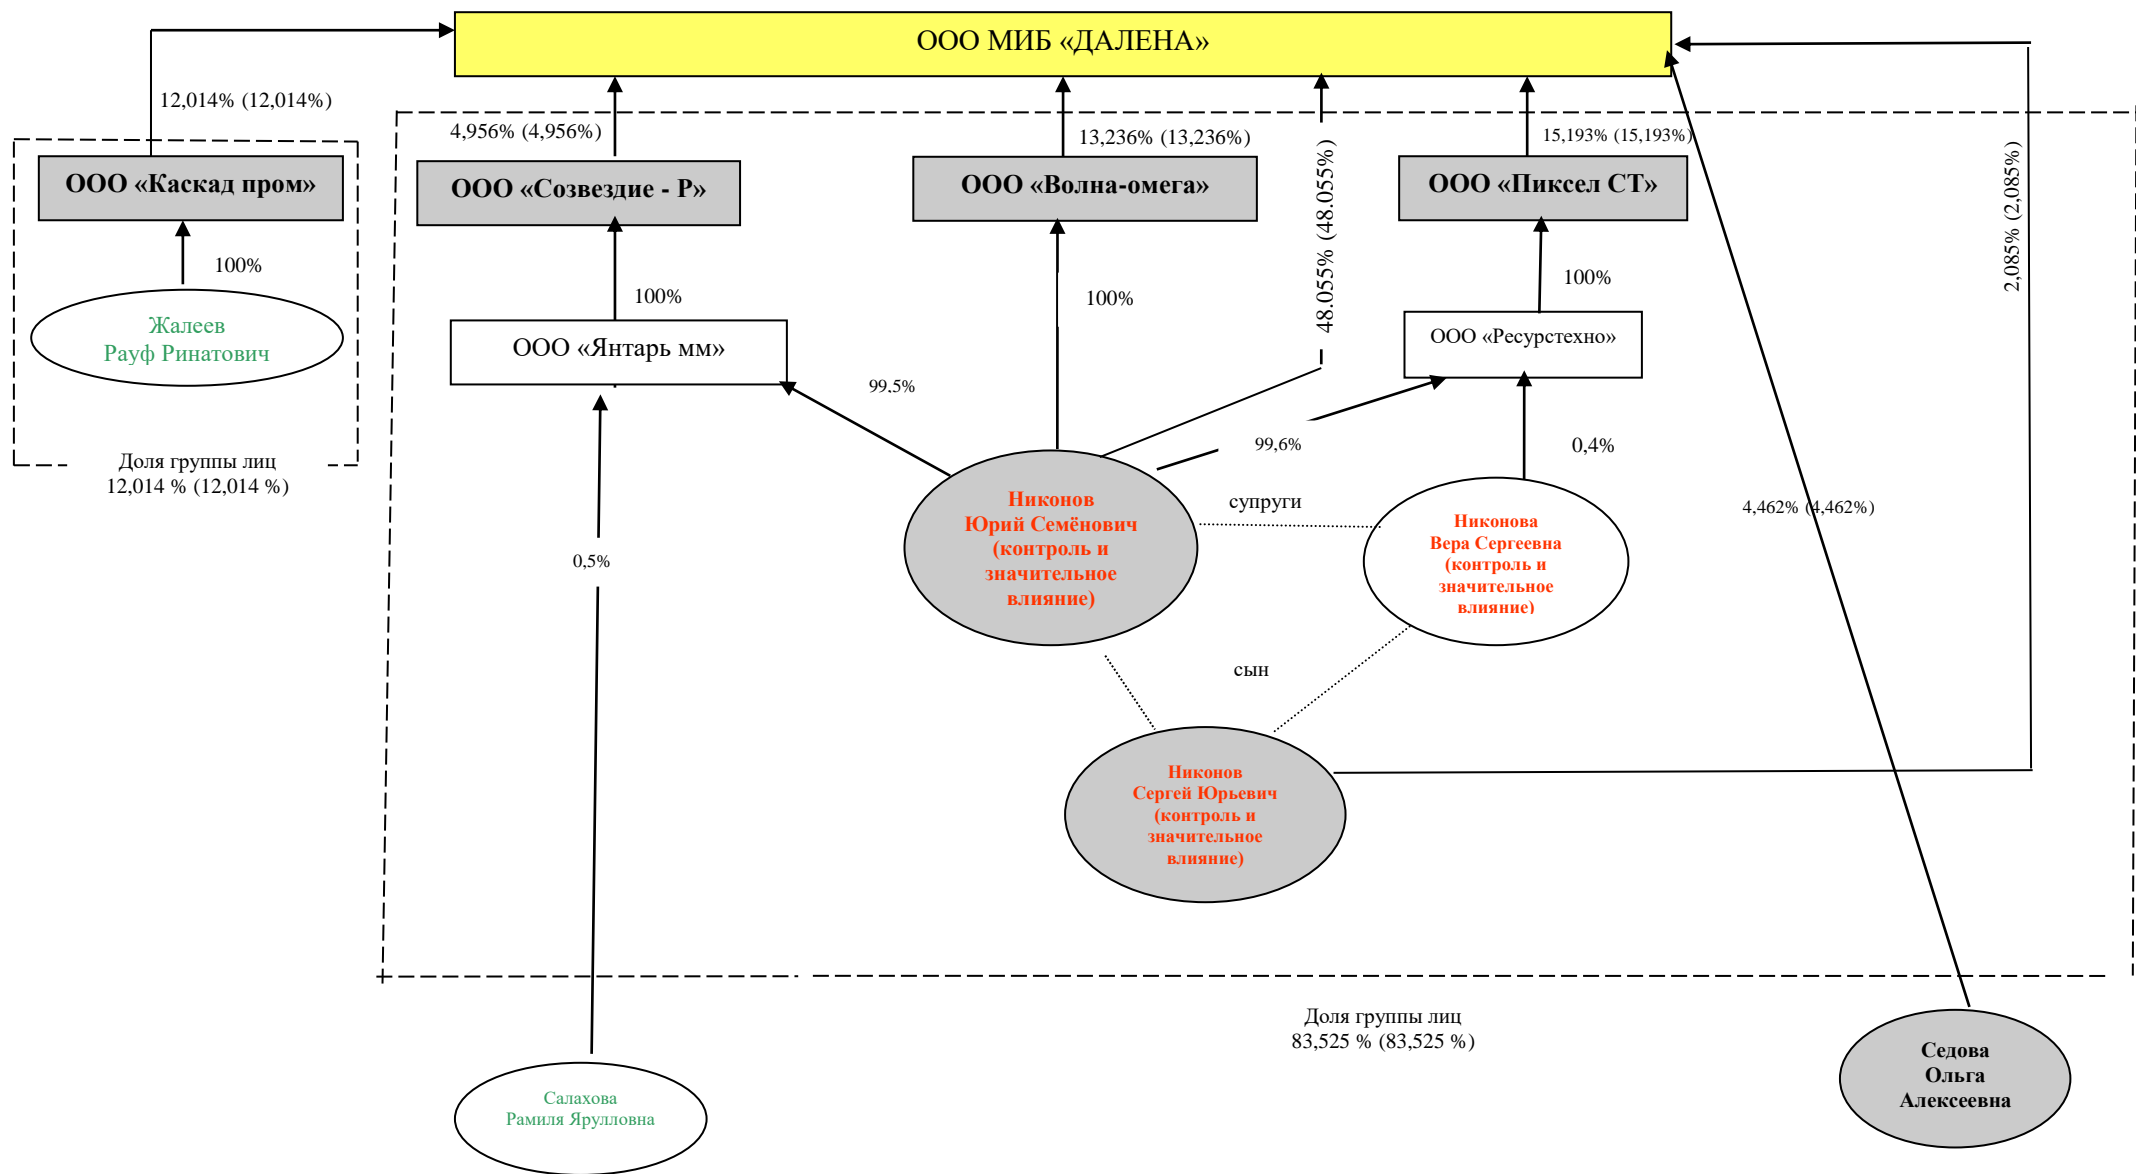 ООО МИБ «ДАЛЕНА»
12,014% (12,014%)
4,956% (4,956%)
13,236% (13,236%)
48.055% (48.055%)
15,193% (15,193%)
2,085% (2,085%)
ООО «Каскад пром»
ООО «Созвездие - Р»
ООО «Волна-омега»
ООО «Пиксел СТ»
100%
100%
100%
100%
Жалеев
Рауф Ринатович
ООО «Янтарь мм»
ООО «Ресурстехно»
99,5%
99,6%
0,4%
Доля группы лиц
12,014 % (12,014 %)
Никонов
Юрий Семёнович
(контроль и
значительное
влияние)
супруги
Никонова
Вера Сергеевна
(контроль и
значительное
влияние)
4,462% (4,462%)
0,5%
сын
Никонов
Сергей Юрьевич
(контроль и
значительное
влияние)
Доля группы лиц
83,525 % (83,525 %)
Седова
Ольга
Алексеевна
Салахова
Рамиля Ярулловна